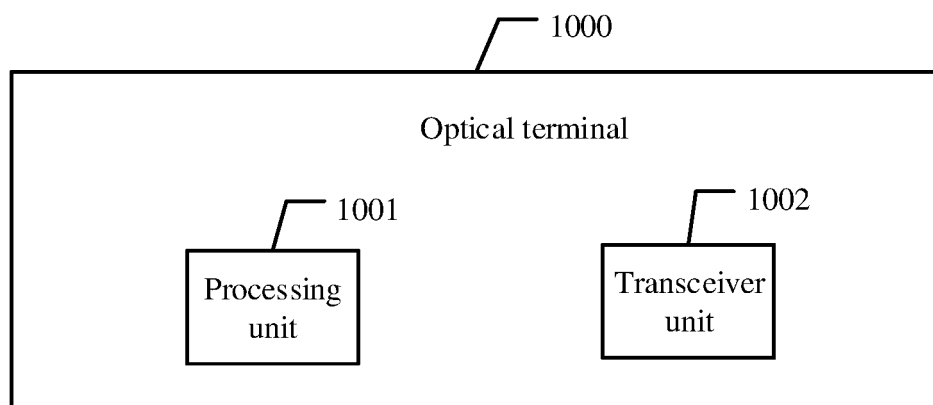 1000
Optical terminal
1001
1002
Processing
unit
Transceiver
unit